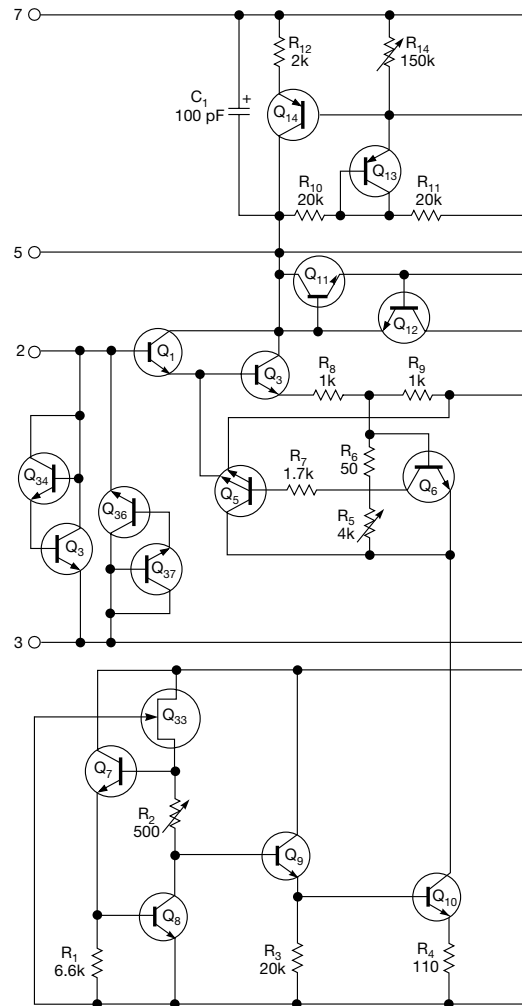 7
R12
2k
R14
150k
C1
100 pF
+
Q14
Q13
R10
20k
R11
20k
5
Q11
Q12
2
Q1
Q3
R8
1k
R9
1k
Q34
Q36
Q5
R7
1.7k
R6
50
Q6
R5
4k
Q3
Q37
3
Q33
Q7
R2
500
Q9
Q8
Q10
R1
6.6k
R3
20k
R4
110